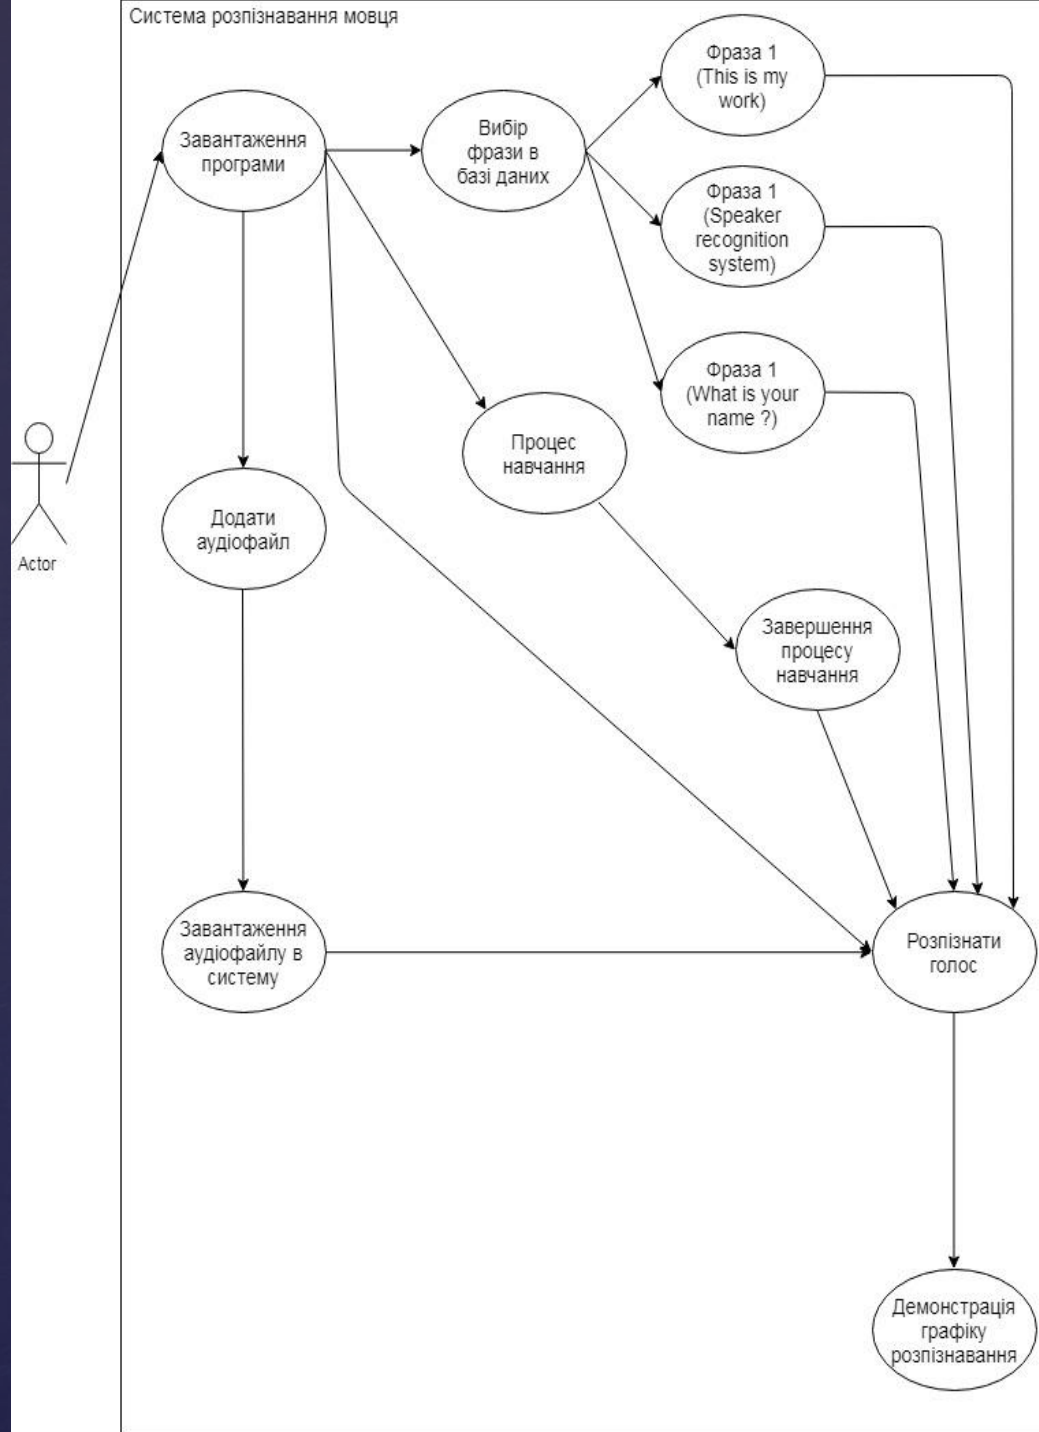 Система розпізнавання мовця
Фраза 1
(This is my
work)
Завантаження
програми
Вибір
фрази в
базі даних
Фраза 1
(Speaker
recognition
system)
Фраза 1
(What is your
name ?)
Процес
навчання
Додати
аудіофайл
Actor
Завершення
процесу
навчання
Завантаження
аудіофайлу в
систему
Розпізнати
голос
Демонстрація
графіку
розпізнавання